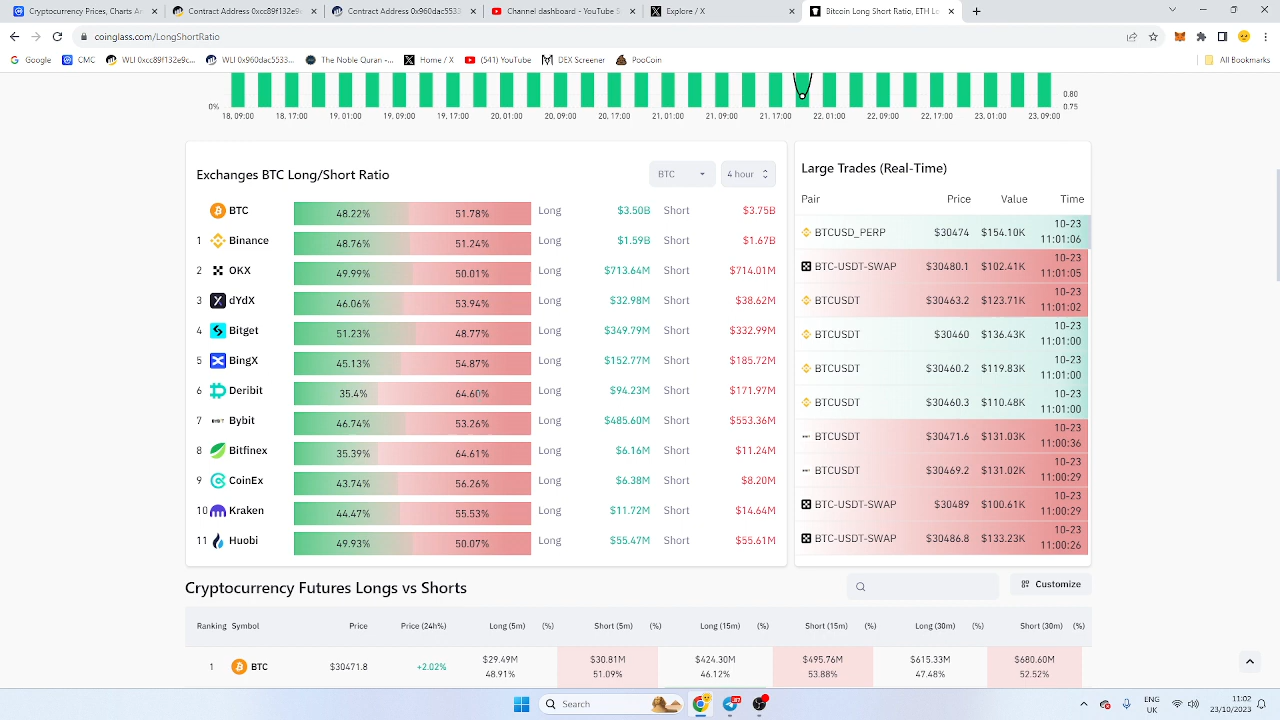 Cryptocurrency Prices, Charts Ar
Contract Address 0xcc89f132e9c
Contract Address 0x960dac5533
Channel dashboard - YouTube S
Explore / X
Bitcoin Long Short Ratio, ETH Lo
coinglass.com/LongShortRatio
Google CMC WLI 0xcc89f132e9c... WLI 0x960dac5533... The Noble Quran -... Home / X (541) YouTube DEX Screener PooCoin All Bookmarks
0% 0.80
0.75
18, 09:00 18, 17:00 19, 01:00 19, 09:00 19, 17:00 20, 01:00 20, 09:00 20, 17:00 21, 01:00 21, 09:00 21, 17:00 22, 01:00 22, 09:00 22, 17:00 23, 01:00 23, 09:00
Exchanges BTC Long/Short Ratio BTC 4 hour
BTC 48.22% 51.78% Long $3.50B Short $3.75B
1 Binance 48.76% 51.24% Long $1.59B Short $1.67B
2 OKX 49.99% 50.01% Long $713.64M Short $714.01M
3 dYdX 46.06% 53.94% Long $32.98M Short $38.62M
4 Bitget 51.23% 48.77% Long $349.79M Short $332.99M
5 BingX 45.13% 54.87% Long $152.77M Short $185.72M
6 Deribit 35.4% 64.60% Long $94.23M Short $171.97M
7 Bybit 46.74% 53.26% Long $485.60M Short $553.36M
8 Bitfinex 35.39% 64.61% Long $6.16M Short $11.24M
9 CoinEx 43.74% 56.26% Long $6.38M Short $8.20M
10 Kraken 44.47% 55.53% Long $11.72M Short $14.64M
11 Huobi 49.93% 50.07% Long $55.47M Short $55.61M
Large Trades (Real-Time)
Pair Price Value Time
BTCUSD_PERP $30474 $154.10K 10-23 11:01:06
BTC-USDT-SWAP $30480.1 $102.41K 10-23 11:01:05
BTCUSDT $30463.2 $123.71K 10-23 11:01:02
BTCUSDT $30460 $136.43K 10-23 11:01:00
BTCUSDT $30460.2 $119.83K 10-23 11:01:00
BTCUSDT $30460.3 $110.48K 10-23 11:01:00
BTCUSDT $30471.6 $131.03K 10-23 11:00:36
BTCUSDT $30469.2 $131.02K 10-23 11:00:29
BTC-USDT-SWAP $30489 $100.61K 10-23 11:00:29
BTC-USDT-SWAP $30486.8 $133.23K 10-23 11:00:26
Cryptocurrency Futures Longs vs Shorts Customize
Ranking Symbol Price Price (24h%) Long (5m) (%) Short (5m) (%) Long (15m) (%) Short (15m) (%) Long (30m) (%) Short (30m) (%)
1 BTC $30471.8 +2.02% $29.49M $30.81M $424.30M $495.76M $615.33M $680.60M
48.91% 51.09% 46.12% 53.88% 47.48% 52.52%
Search ENG 11:02
UK 23/10/2023